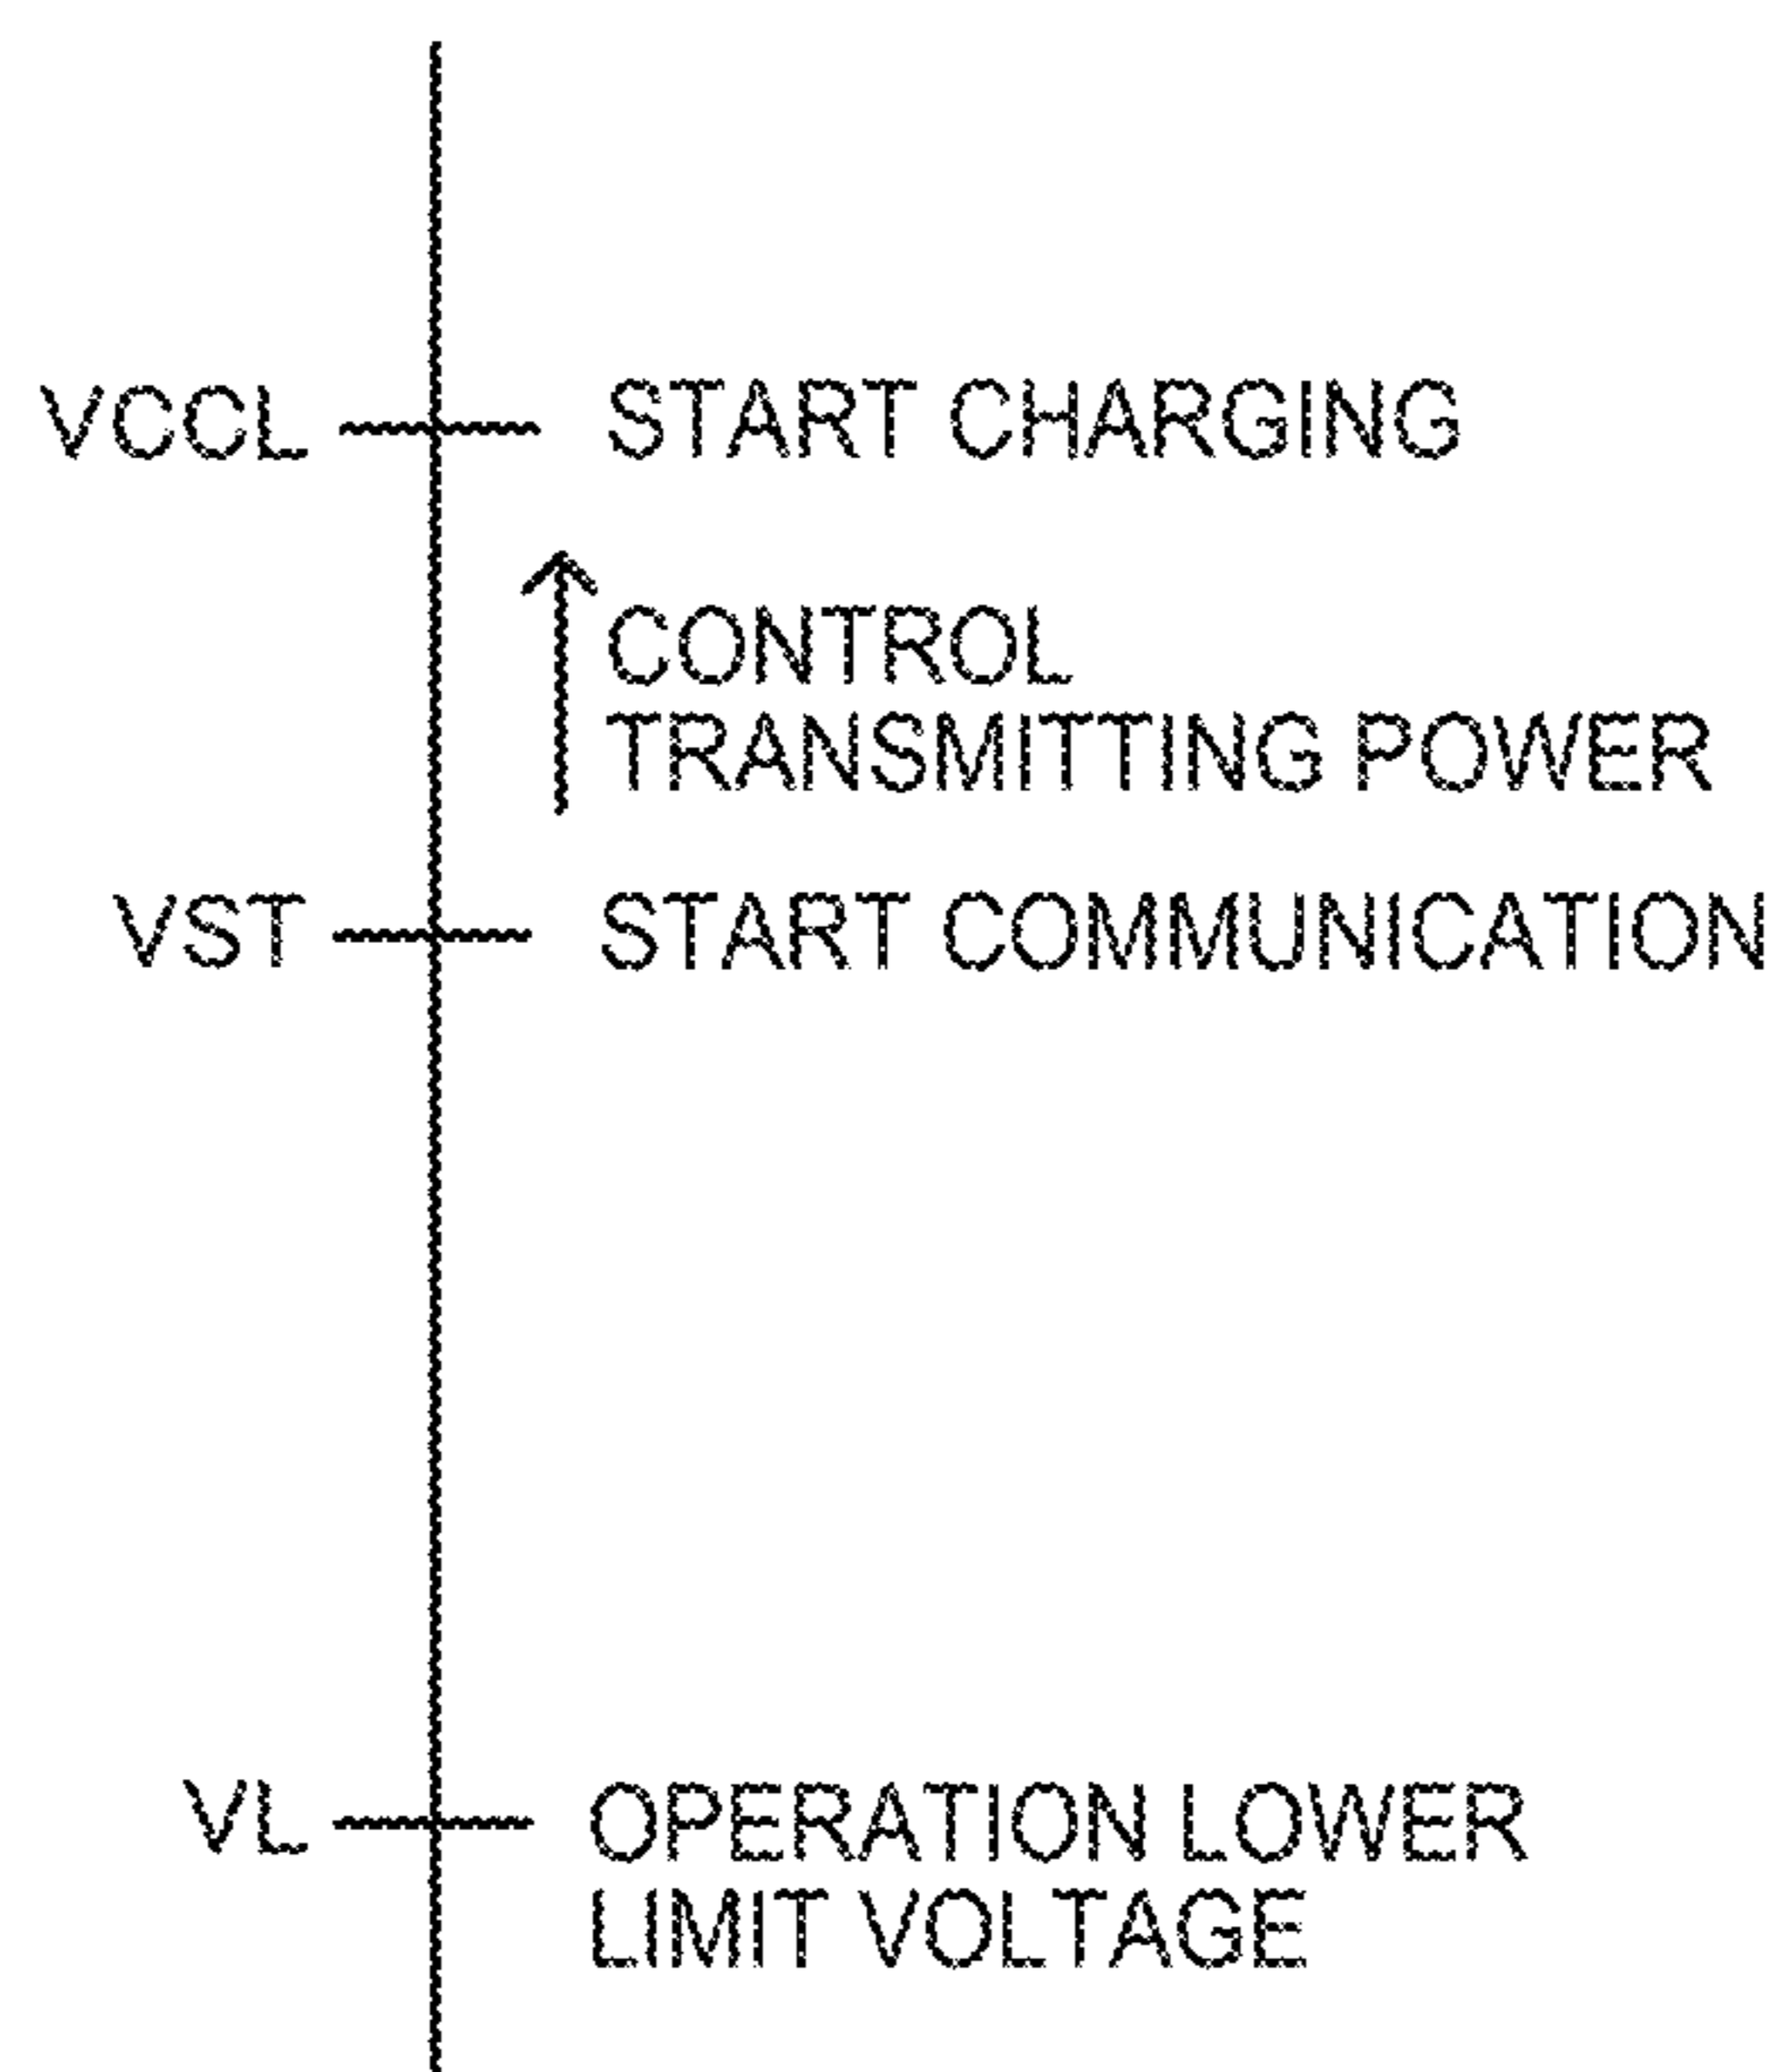 VCCL START CHARGING
CONTROL
TRANSMITTING POWER
VST START COMMUNICATION
VL OPERATION LOWER
LIMIT VOLTAGE